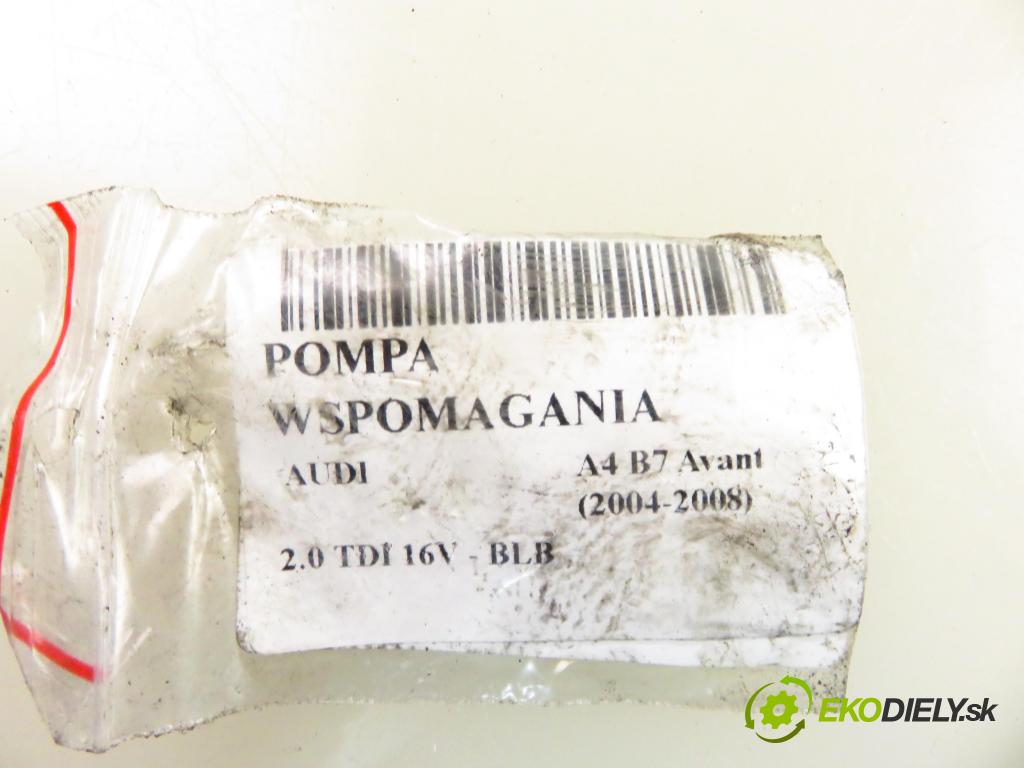 POMPA
WSPOMAGANIA
AUDI A4 B7 Avant
(2004-2008)
2.0 TDI 16V - BLB
EKODIELY.sk